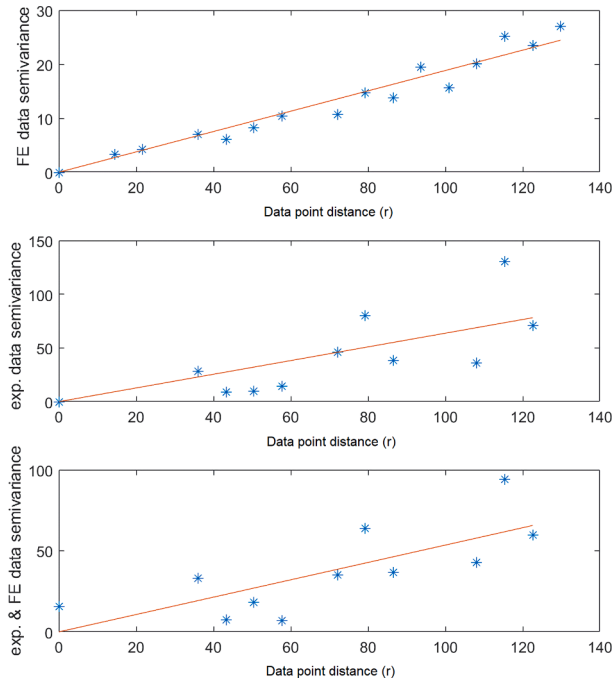 30
20
10
0
0 20 40 60 80 100 120 140
FE data semivariance
Data point distance (r)
150
100
50
0
0 20 40 60 80 100 120 140
exp. data semivariance
Data point distance (r)
100
50
0
0 20 40 60 80 100 120 140
exp. & FE data semivariance
Data point distance (r)